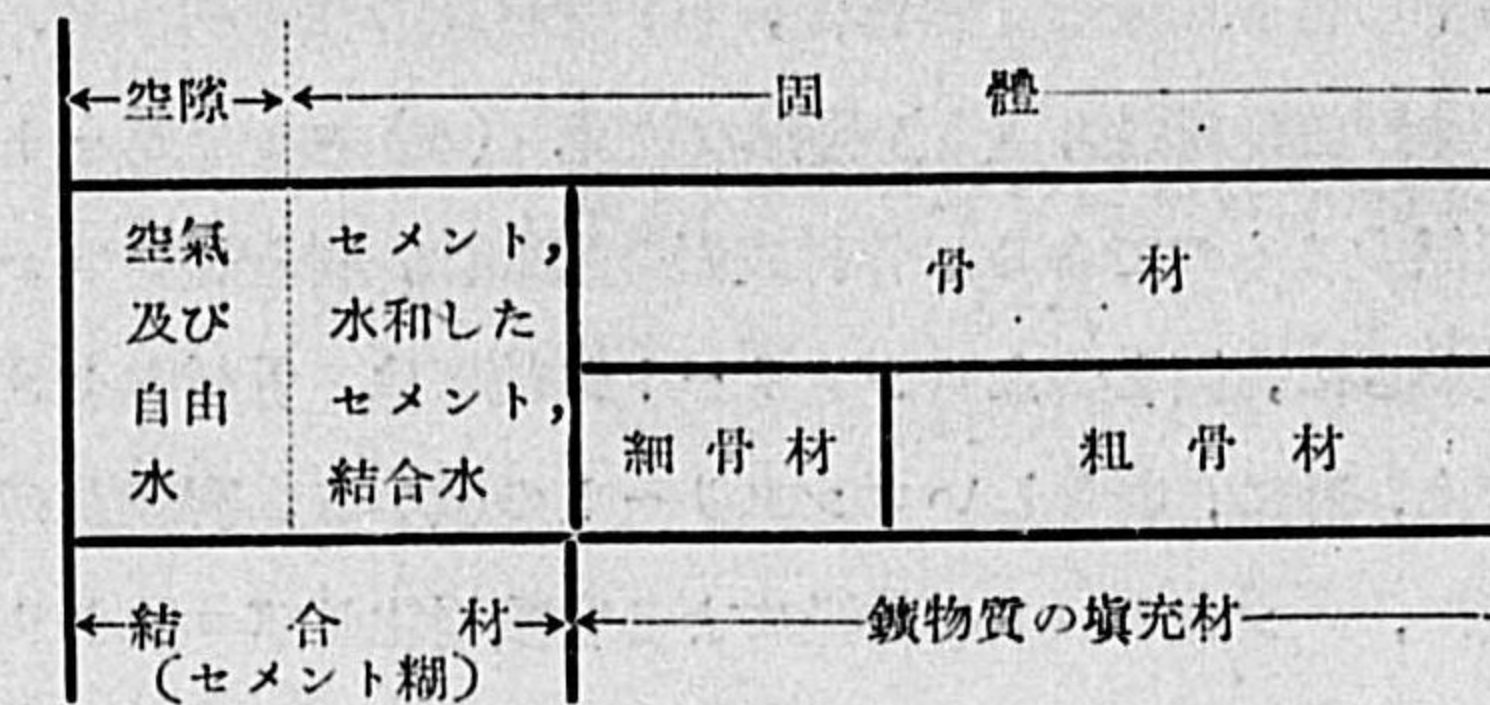 空隙 固體
空氣
及び
自由
水
セメント,
水和した
セメント,
結合水
骨材
細骨材 粗骨材
結合材 鑛物質の塡充材
(セメント糊)